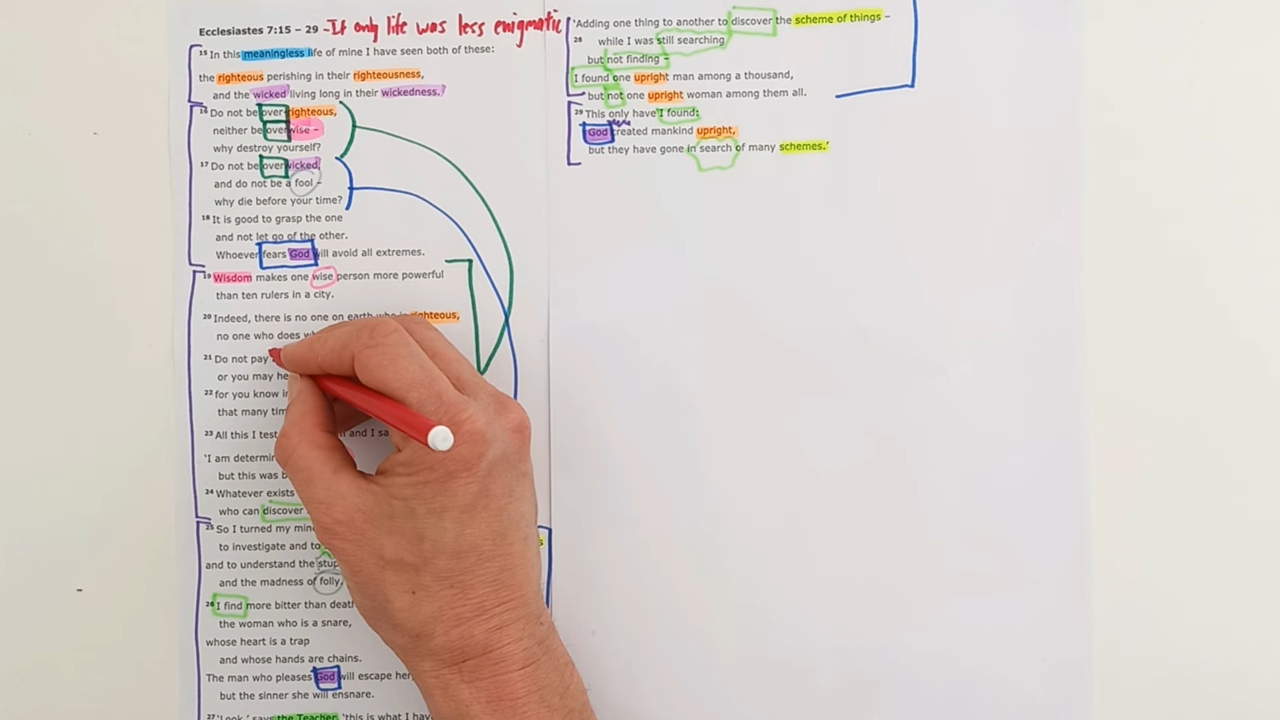 Ecclesiastes 7:15 – 29 - If only life was less enigmatic
15 In this meaningless life of mine I have seen both of these:
the righteous perishing in their righteousness,
and the wicked living long in their wickedness.
16 Do not be over-righteous,
neither be overwise –
why destroy yourself?
17 Do not be overwicked,
and do not be a fool –
why die before your time?
18 It is good to grasp the one
and not let go of the other.
Whoever fears God will avoid all extremes.
19 Wisdom makes one wise person more powerful
than ten rulers in a city.
20 Indeed, there is no one on earth who is righteous,
no one who does
21 Do not pay
or you may
22 for you know
that many
23 All this I and I
'I am
but this was
24 Whatever exists
who can discover
25 So I turned my
to investigate and to
and to understand the
and the madness of folly.
26 I find more bitter than death
the woman who is a snare,
whose heart is a trap
and whose hands are chains.
The man who pleases God will escape her,
but the sinner she will ensnare.
27 'Look,' says the Teacher, 'this is what I
'Adding one thing to another to discover the scheme of things –
28 while I was still searching
but not finding –
I found one upright man among a thousand,
but not one upright woman among them all.
29 This only have I found:
God created mankind upright,
but they have gone in search of many schemes.'